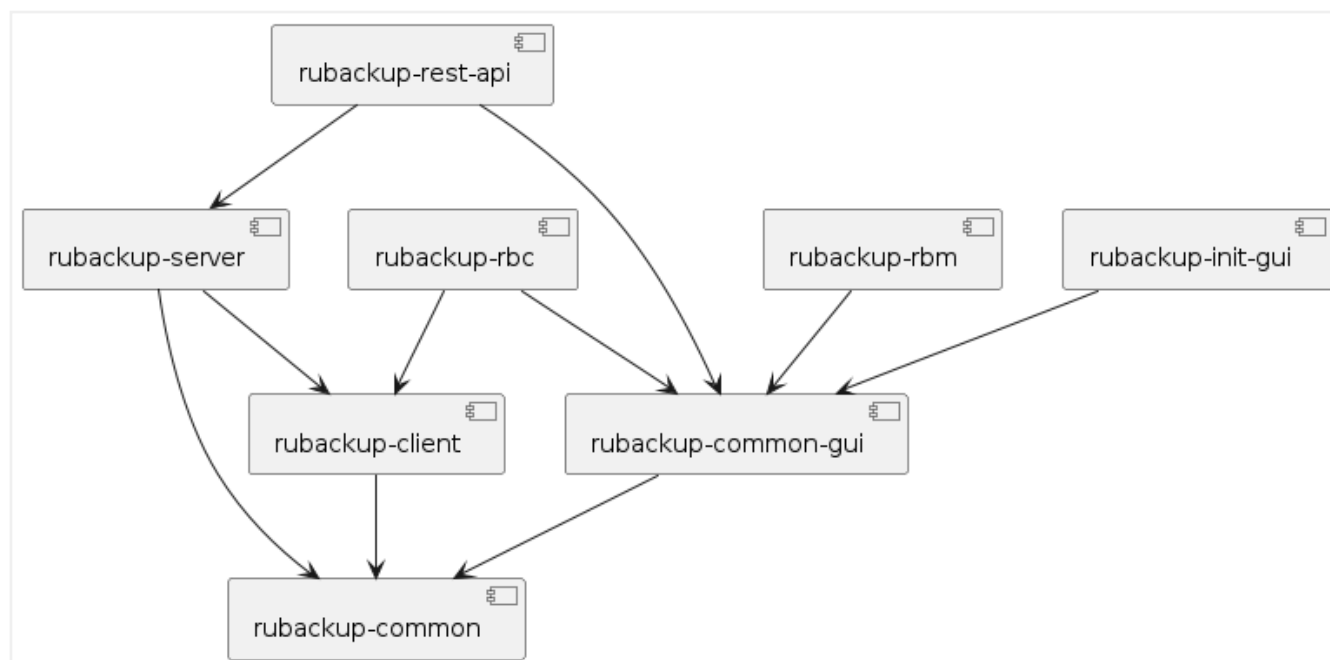 rubackup-rest-api
rubackup-server
rubackup-rbc
rubackup-rbm
rubackup-init-gui
rubackup-client
rubackup-common-gui
rubackup-common